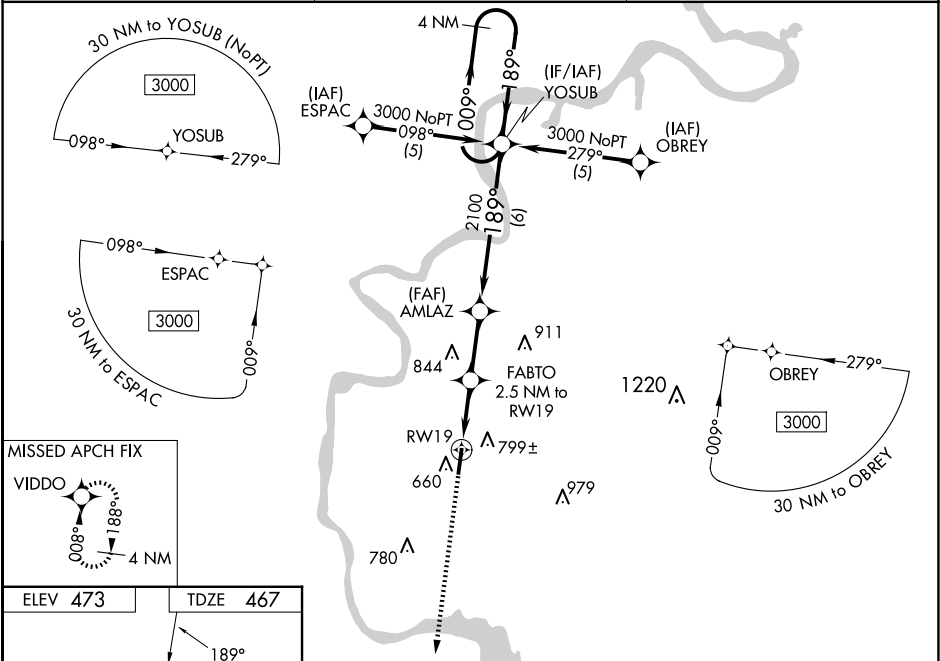 30 NM to YOSUB (NoPT)
3000
098°
YOSUB
279°
4 NM
009°
189°
(IF/IAF)
YOSUB
(IAF)
ESPAC
3000 NoPT
098°
(5)
3000 NoPT
279°
(5)
(IAF)
OBREY
2100
189°
(6)
098°
ESPAC
3000
009°
30 NM to ESPAC
(FAF)
AMLAZ
911
844
FABTO
2.5 NM to
RW19
1220
OBREY
279°
3000
009°
30 NM to OBREY
RW19
799±
660
979
780
MISSED APCH FIX
VIDDO
008°
188°
4 NM
ELEV 473
TDZE 467
189°